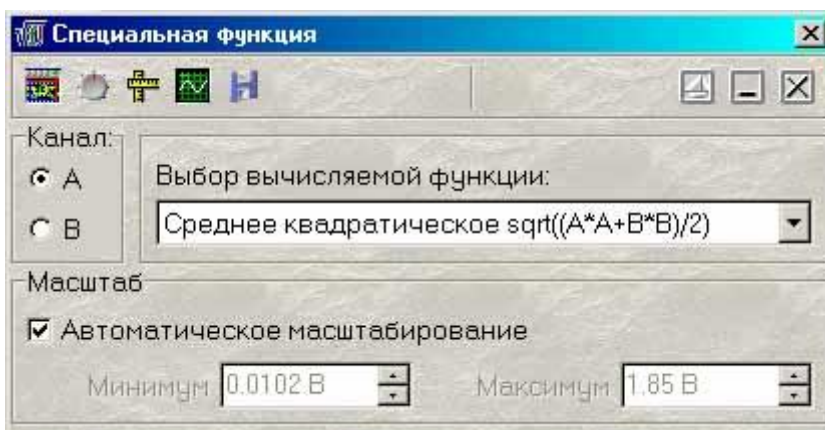 Специальная функция
Канал:
A
B
Выбор вычисляемой функции:
Среднее квадратическое sqrt((A*A+B*B)/2)
Масштаб
Автоматическое масштабирование
Минимум 0.0102 В Максимум 1.85 В